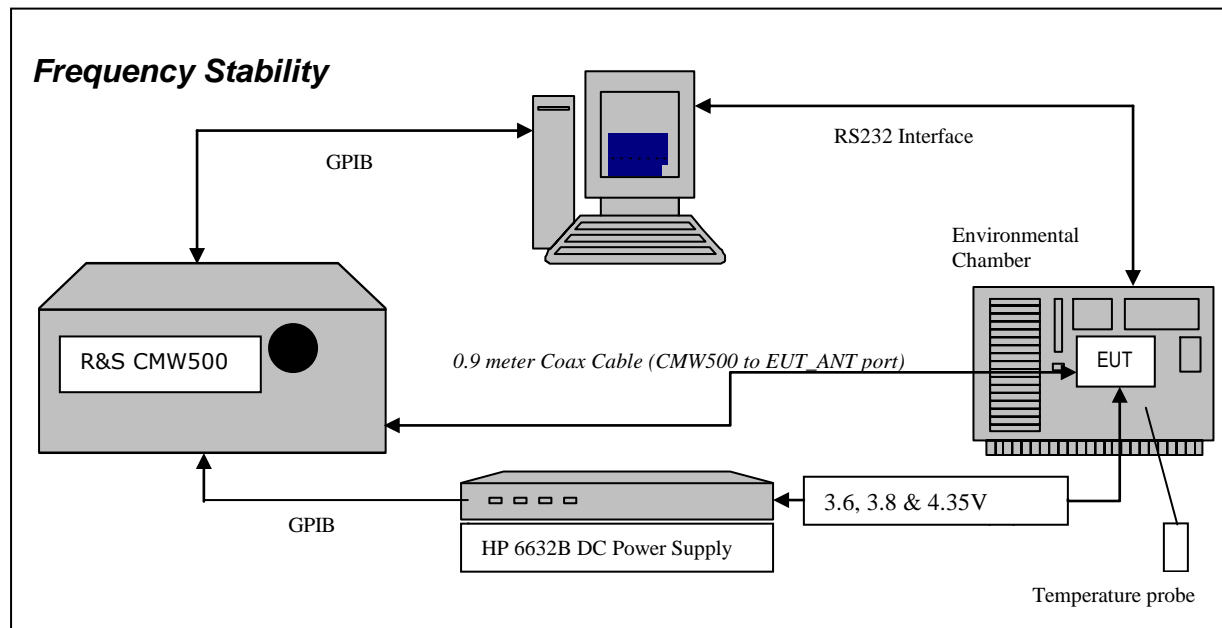 Frequency Stability
GPIB
RS232 Interface
Environmental
Chamber
R&S CMW500
0.9 meter Coax Cable (CMW500 to EUT_ANT port)
EUT
GPIB
3.6, 3.8 & 4.35V
HP 6632B DC Power Supply
Temperature probe